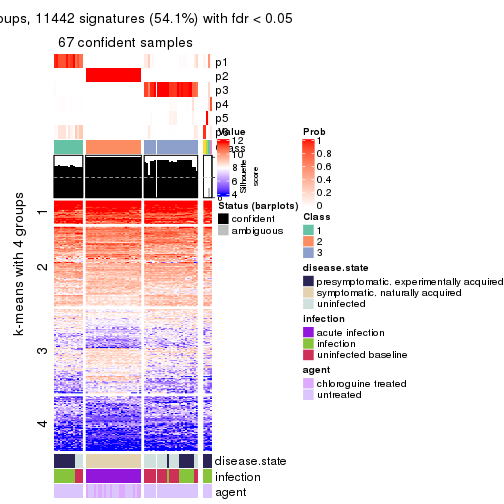 oups, 11442 signatures (54.1%) with fdr < 0.05
67 confident samples
p1
p2
p3
p4
p5
Value
12
10
8
6
4
Silhouette
score
Prob
1
0.8
0.6
0.4
0.2
0
Status (barplots)
confident
ambiguous
Class
1
2
3
disease.state
presymptomatic, experimentally acquired
symptomatic, naturally acquired
uninfected
infection
acute infection
infection
uninfected baseline
agent
chloroguine treated
untreated
k-means with 4 groups
1
2
3
4
disease.state
infection
agent